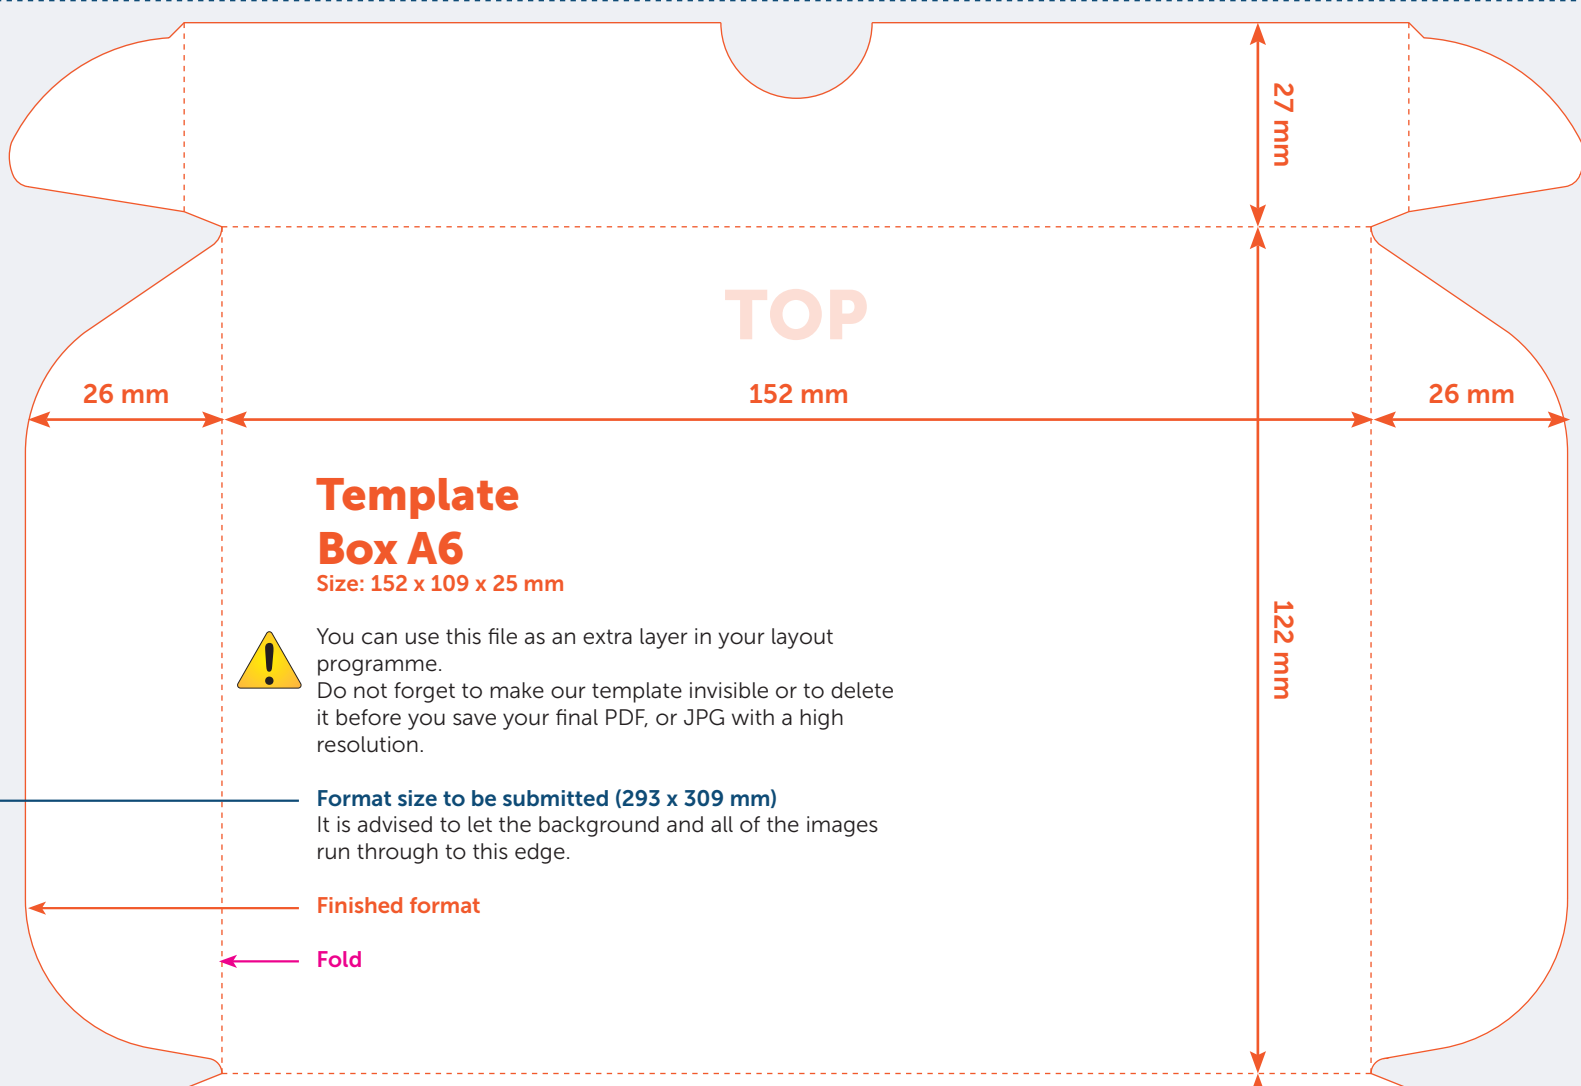 27 mm
TOP
26 mm
152 mm
26 mm
Template
Box A6
Size: 152 x 109 x 25 mm
You can use this file as an extra layer in your layout
programme.
Do not forget to make our template invisible or to delete
it before you save your final PDF, or JPG with a high
resolution.
122 mm
Format size to be submitted (293 x 309 mm)
It is advised to let the background and all of the images
run through to this edge.
Finished format
Fold